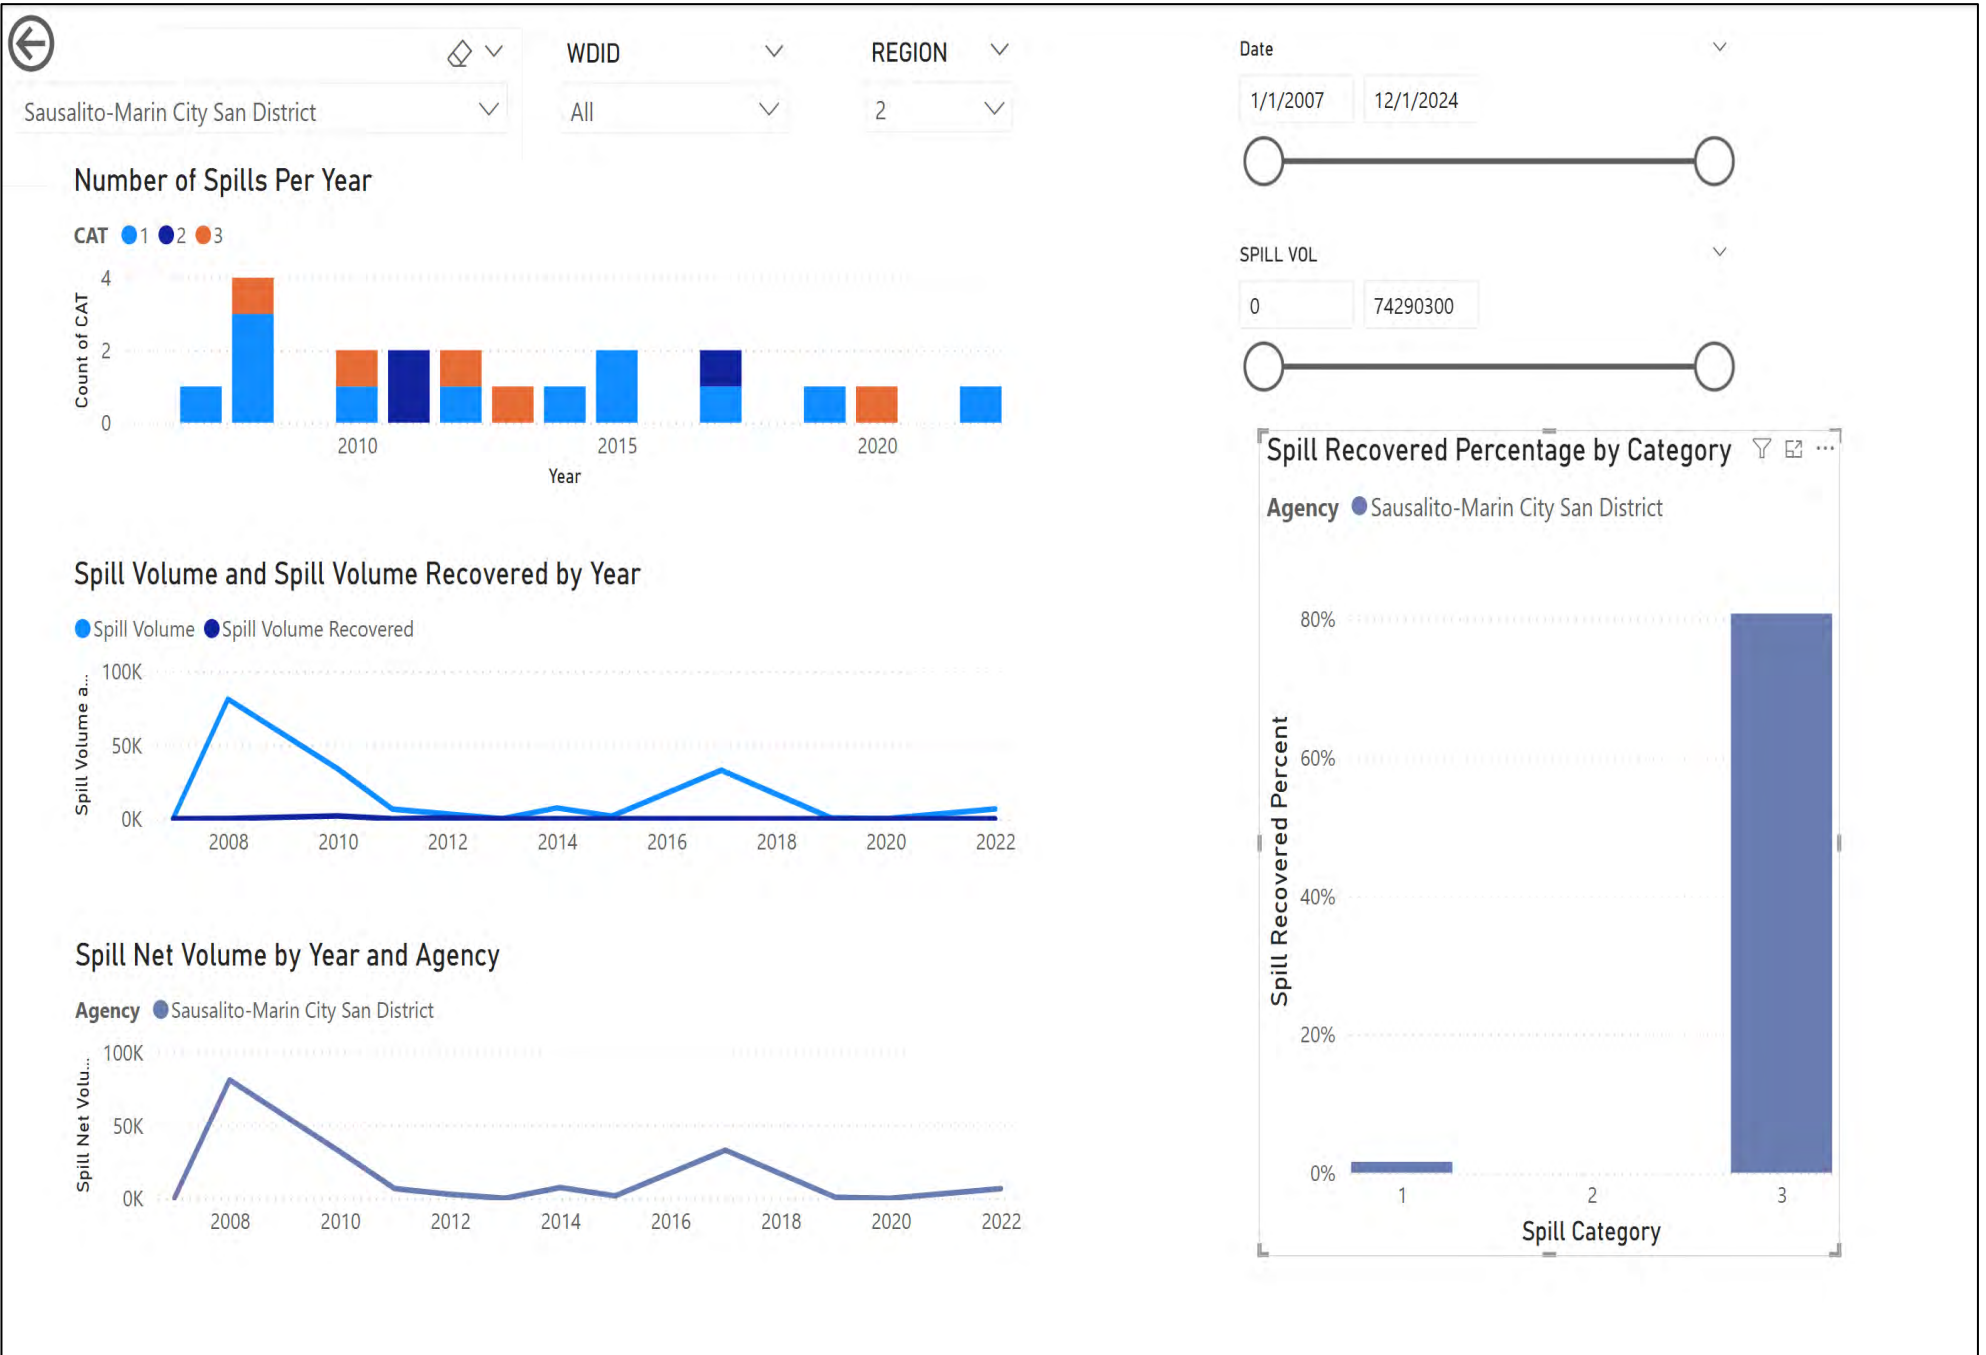 WDID
REGION
Sausalito-Marin City San District
All
2
Number of Spills Per Year
CAT 1 2 3
4
2
0
Count of CAT
2010 2015 2020
Year
Spill Volume and Spill Volume Recovered by Year
Spill Volume Spill Volume Recovered
100K
50K
0K
Spill Volume a...
2008 2010 2012 2014 2016 2018 2020 2022
Spill Net Volume by Year and Agency
Agency Sausalito-Marin City San District
100K
50K
0K
Spill Net Volu...
2008 2010 2012 2014 2016 2018 2020 2022
Date
1/1/2007 12/1/2024
SPILL VOL
0 74290300
Spill Recovered Percentage by Category
Agency Sausalito-Marin City San District
80%
60%
40%
20%
0%
Spill Recovered Percent
1 2 3
Spill Category